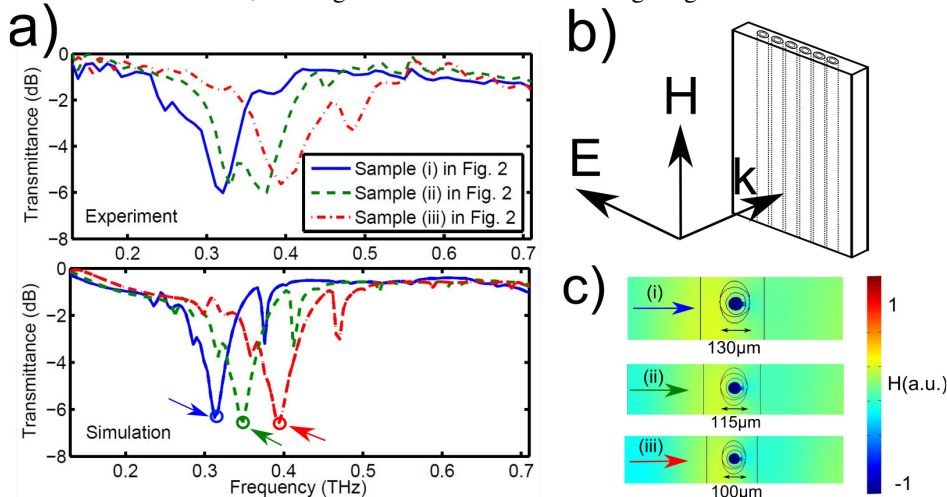 a)
Transmittance (dB)
0
−2
−4
−6
−8
Experiment
Sample (i) in Fig. 2
Sample (ii) in Fig. 2
Sample (iii) in Fig. 2
0.2 0.3 0.4 0.5 0.6 0.7
Transmittance (dB)
0
−2
−4
−6
−8
Simulation
0.2 0.3 0.4 0.5 0.6 0.7
Frequency (THz)
b)
H
E
k
c)
(i)
130μm
(ii)
115μm
(iii)
100μm
1
H(a.u.)
-1